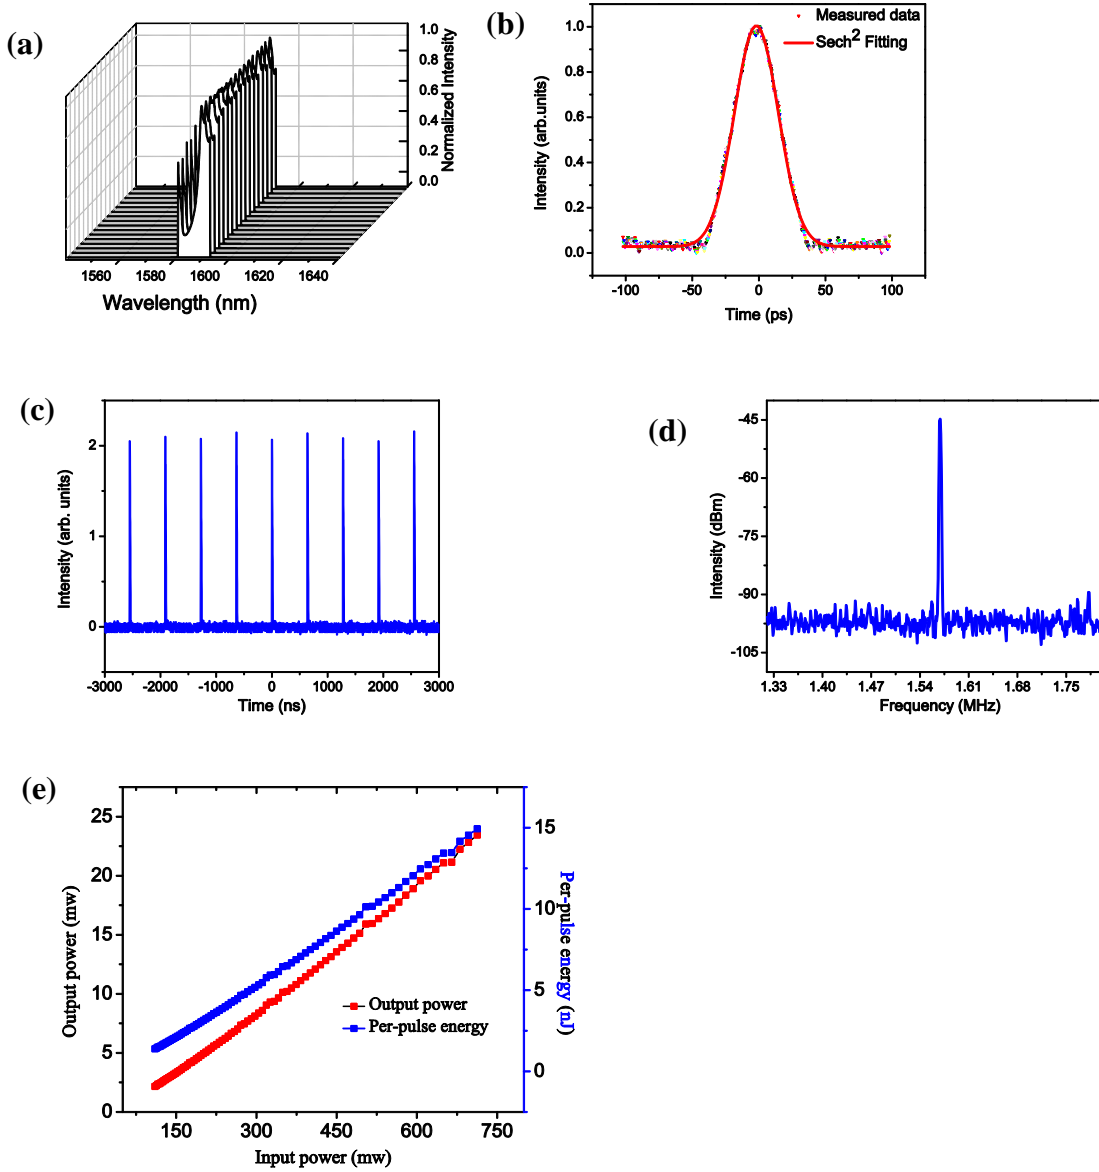 (a)
1.0
0.8
0.6
0.4
0.2
0.0
Normalized Intensity
1560 1580 1600 1620 1640
Wavelength (nm)
(b)
Measured data
Sech2 Fitting
1.0
0.8
0.6
0.4
0.2
0.0
Intensity (arb.units)
-100 -50 0 50 100
Time (ps)
(c)
2
1
0
Intensity (arb. units)
-3000 -2000 -1000 0 1000 2000 3000
Time (ns)
(d)
-45
-60
-75
-90
-105
Intensity (dBm)
1.33 1.40 1.47 1.54 1.61 1.68 1.75
Frequency (MHz)
(e)
25
20
15
10
5
0
Output power (mw)
15
10
5
0
Per-pulse energy (nJ)
Output power
Per-pulse energy
150 300 450 600 750
Input power (mw)